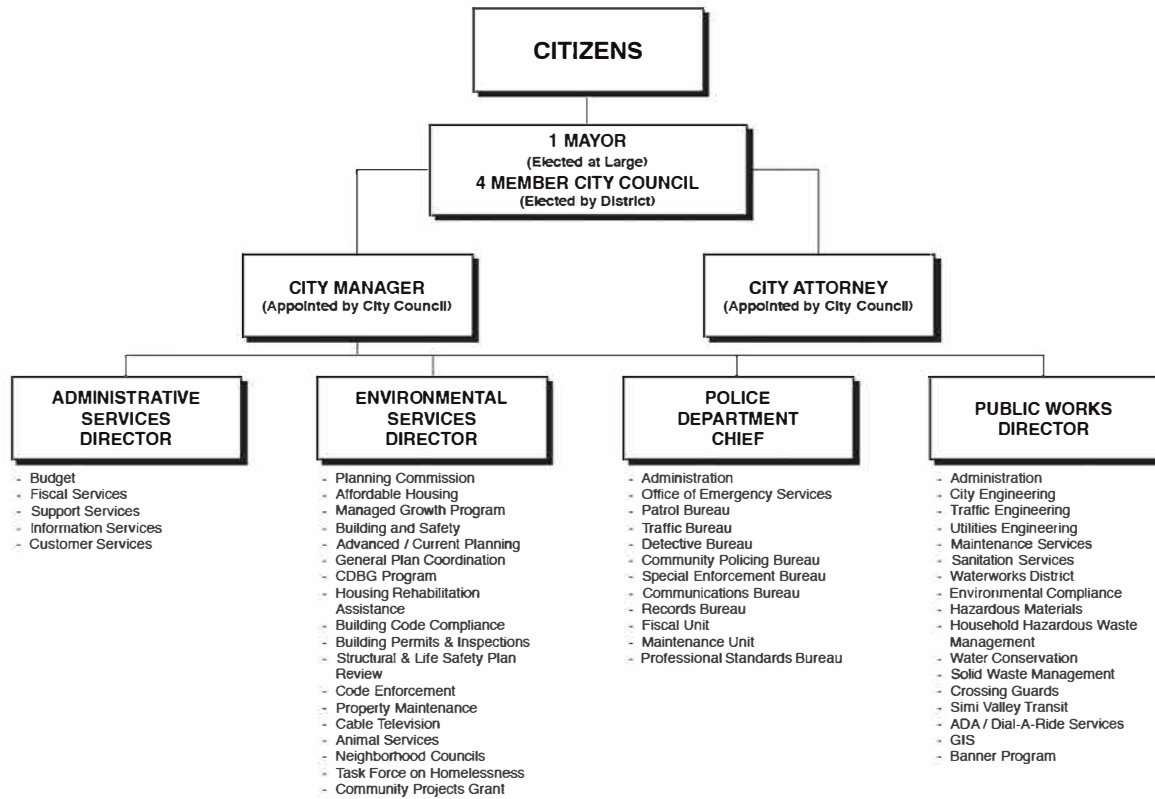 CITIZENS
1 MAYOR
(Elected at Large)
4 MEMBER CITY COUNCIL
(Elected by District)
CITY MANAGER
(Appointed by City Council)
CITY ATTORNEY
(Appointed by City Council)
ADMINISTRATIVE
SERVICES
DIRECTOR
- Budget
- Fiscal Services
- Support Services
- Information Services
- Customer Services
ENVIRONMENTAL
SERVICES
DIRECTOR
- Planning Commission
- Affordable Housing
- Managed Growth Program
- Building and Safety
- Advanced / Current Planning
- General Plan Coordination
- CDBG Program
- Housing Rehabilitation
Assistance
- Building Code Compliance
- Building Permits & Inspections
- Structural & Life Safety Plan
Review
- Code Enforcement
- Property Maintenance
- Cable Television
- Animal Services
- Neighborhood Councils
- Task Force on Homelessness
- Community Projects Grant
POLICE
DEPARTMENT
CHIEF
- Administration
- Office of Emergency Services
- Patrol Bureau
- Traffic Bureau
- Detective Bureau
- Community Policing Bureau
- Special Enforcement Bureau
- Communications Bureau
- Records Bureau
- Fiscal Unit
- Maintenance Unit
- Professional Standards Bureau
PUBLIC WORKS
DIRECTOR
- Administration
- City Engineering
- Traffic Engineering
- Utilities Engineering
- Maintenance Services
- Sanitation Services
- Waterworks District
- Environmental Compliance
- Hazardous Materials
- Household Hazardous Waste
Management
- Water Conservation
- Solid Waste Management
- Crossing Guards
- Simi Valley Transit
- ADA / Dial-A-Ride Services
- GIS
- Banner Program